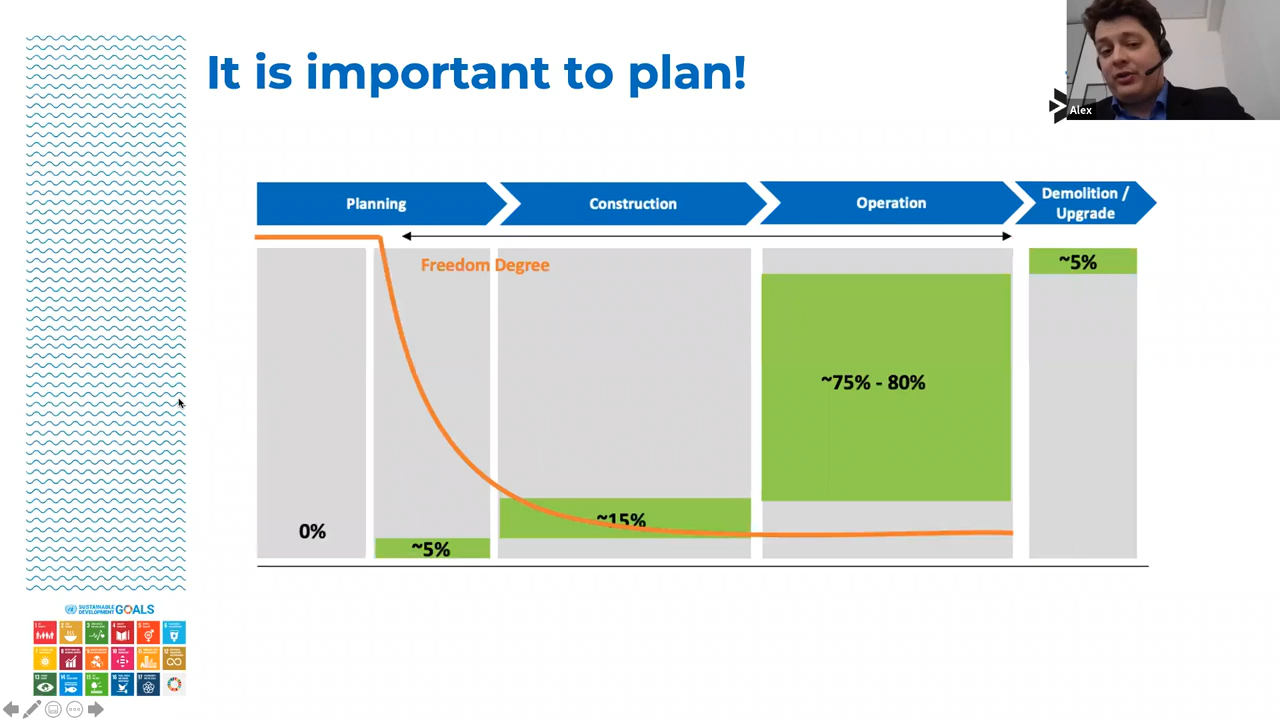 It is important to plan!
Alex
Planning
Construction
Operation
Demolition /
Upgrade
Freedom Degree
~5%
~75% - 80%
~15%
0%
~5%
SUSTAINABLE
DEVELOPMENT
GOALS